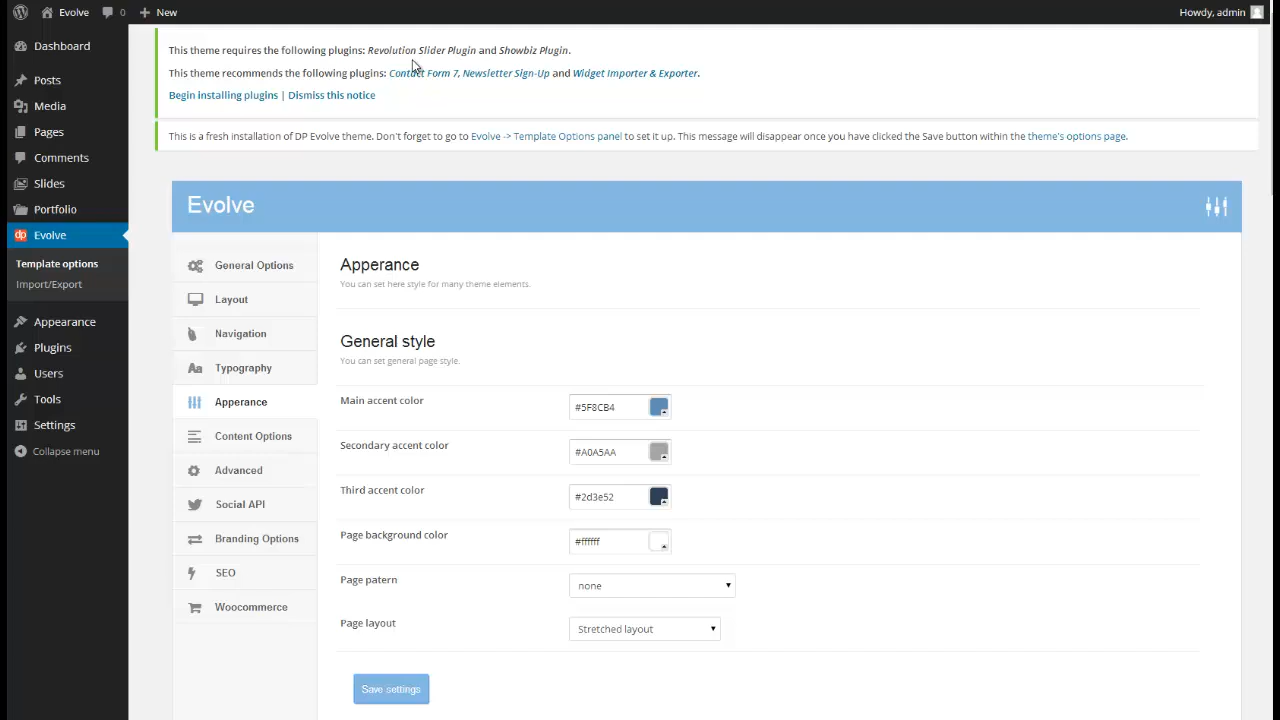 Evolve 0 New Howdy, admin
This theme requires the following plugins: Revolution Slider Plugin and Showbiz Plugin.
This theme recommends the following plugins: Contact Form 7, Newsletter Sign-Up and Widget Importer & Exporter.
Begin installing plugins | Dismiss this notice
This is a fresh installation of DP Evolve theme. Don't forget to go to Evolve -> Template Options panel to set it up. This message will disappear once you have clicked the Save button within the theme's options page.
Dashboard
Posts
Media
Pages
Comments
Slides
Portfolio
dp Evolve
Template options
Import/Export
Appearance
Plugins
Users
Tools
Settings
Collapse menu
Evolve
General Options
Layout
Navigation
Aa Typography
Apperance
Content Options
Advanced
Social API
Branding Options
SEO
Woocommerce
Apperance
You can set here style for many theme elements.
General style
You can set general page style.
Main accent color #5F8CB4
Secondary accent color #A0A5AA
Third accent color #2d3e52
Page background color #ffffff
Page patern none
Page layout Stretched layout
Save settings